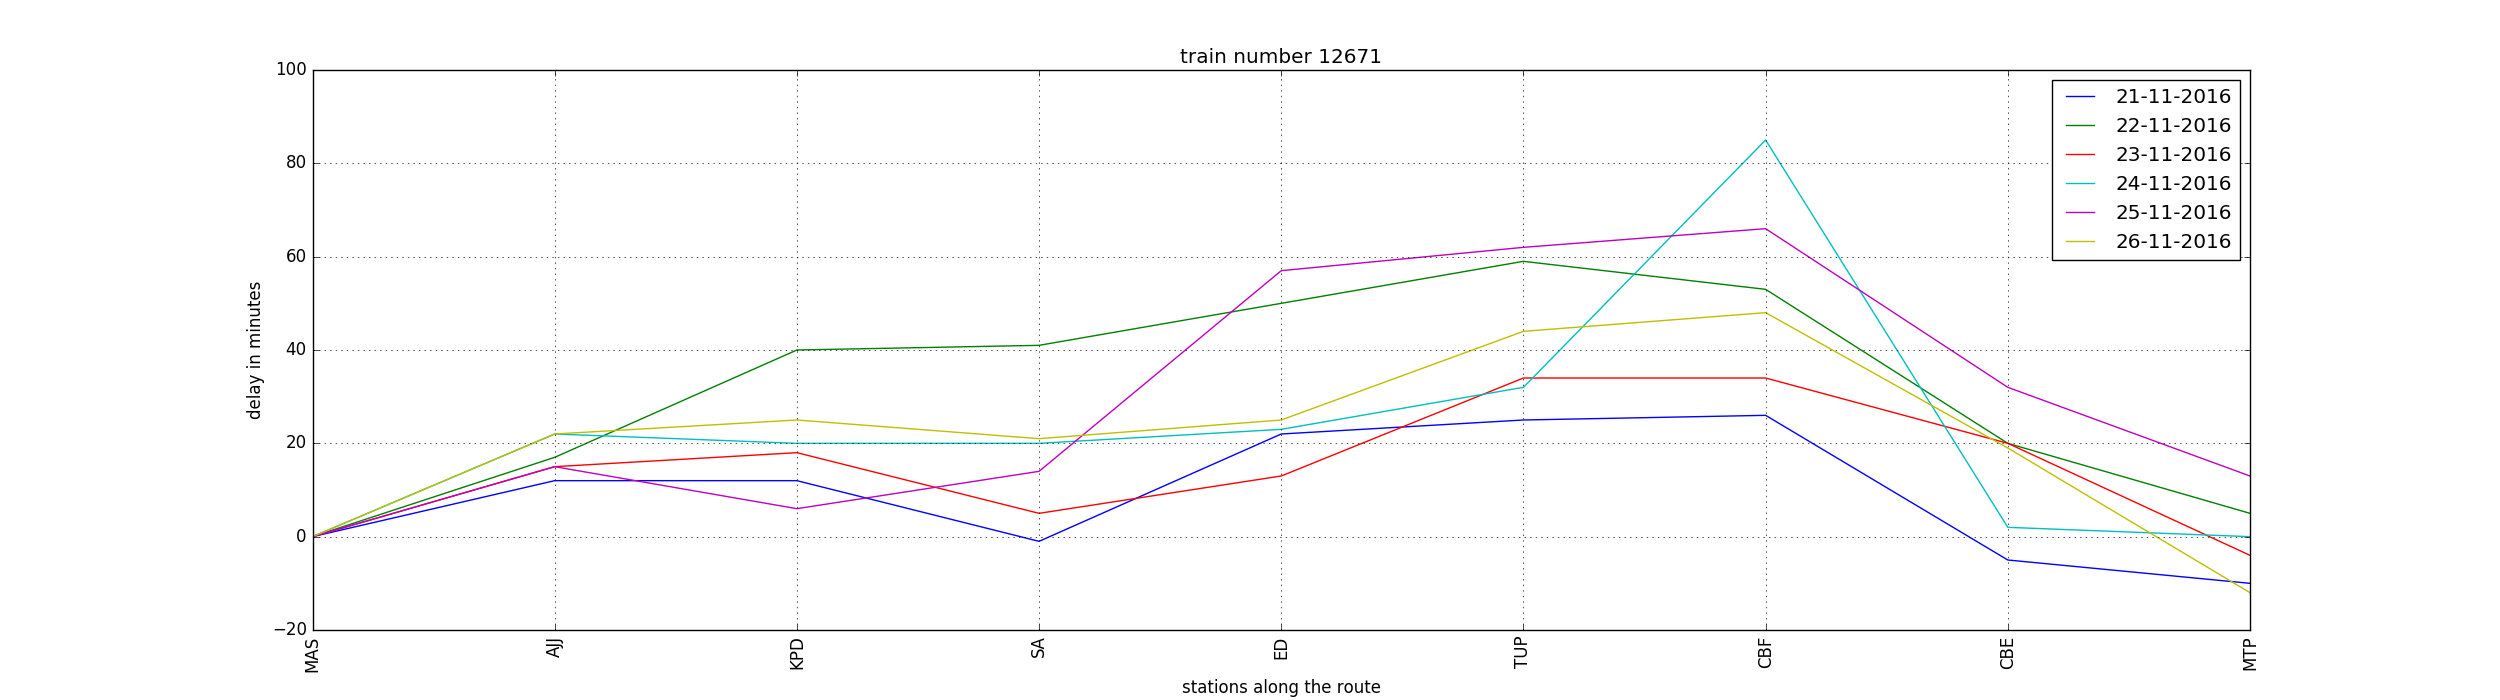 train number 12671
100
80
60
40
20
0
−20
delay in minutes
21-11-2016
22-11-2016
23-11-2016
24-11-2016
25-11-2016
26-11-2016
MAS
AJJ
KPD
SA
ED
TUP
CBF
CBE
MTP
stations along the route